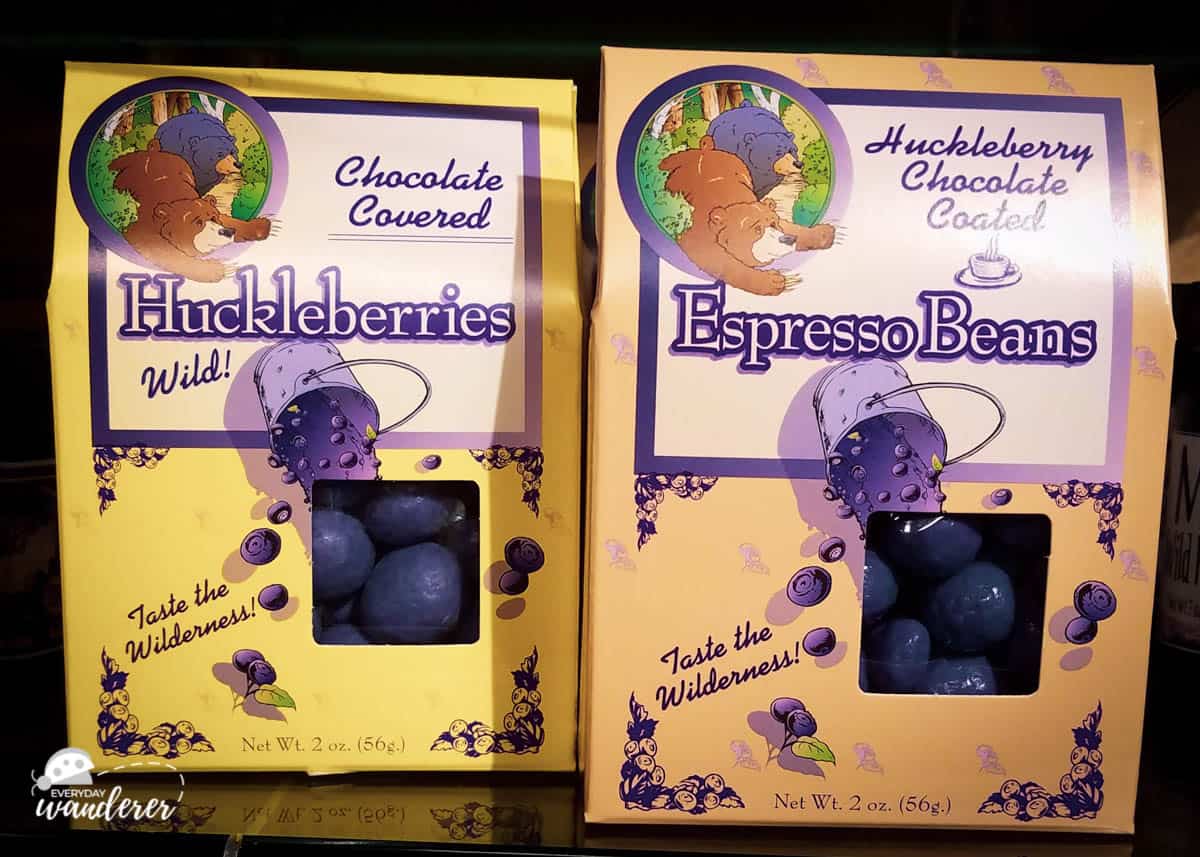 Chocolate
Covered
Huckleberries
Wild!
Taste the
Wilderness!
Net Wt. 2 oz. (56g.)
Huckleberry
Chocolate
Coated
Espresso Beans
Taste the
Wilderness!
Net Wt. 2 oz. (56g.)
EVERYDAY
wanderer